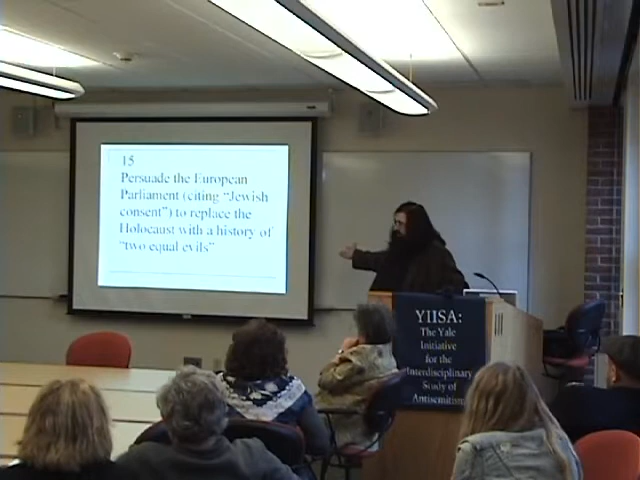 15
Persuade the European
Parliament (citing "Jewish
consent") to replace the
Holocaust with a history of
"two equal evils"
YIISA:
The Yale
Initiative
for the
Interdisciplinary
Study of
Antisemitism